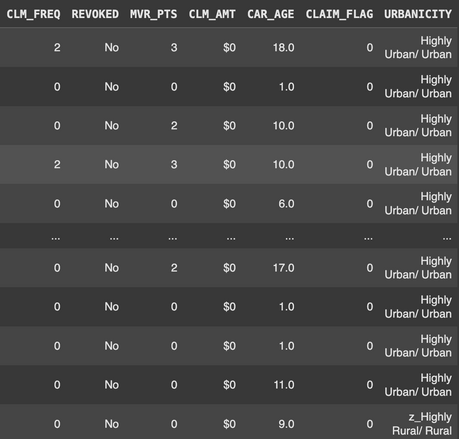 CLM_FREQ REVOKED MVR_PTS CLM_AMT CAR_AGE CLAIM_FLAG URBANICITY
2 No 3 $0 18.0 0 Highly
Urban/ Urban
0 No 0 $0 1.0 0 Highly
Urban/ Urban
0 No 2 $0 10.0 0 Highly
Urban/ Urban
2 No 3 $0 10.0 0 Highly
Urban/ Urban
0 No 0 $0 6.0 0 Highly
Urban/ Urban
... ... ... ... ... ... ...
0 No 2 $0 17.0 0 Highly
Urban/ Urban
0 No 0 $0 1.0 0 Highly
Urban/ Urban
0 No 0 $0 1.0 0 Highly
Urban/ Urban
0 No 0 $0 11.0 0 Highly
Urban/ Urban
0 No 0 $0 9.0 0 z_Highly
Rural/ Rural